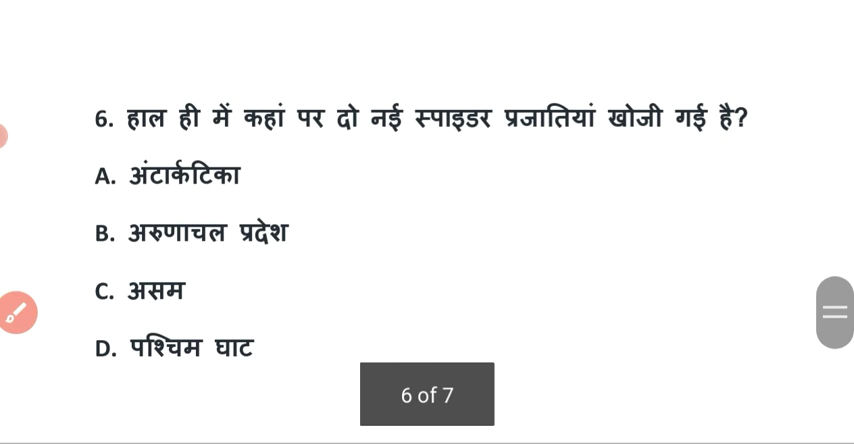 6. हाल ही में कहां पर दो नई स्पाइडर प्रजातियां खोजी गई है?
A. अंटार्कटिका
B. अरुणाचल प्रदेश
C. असम
D. पश्चिम घाट
6 of 7